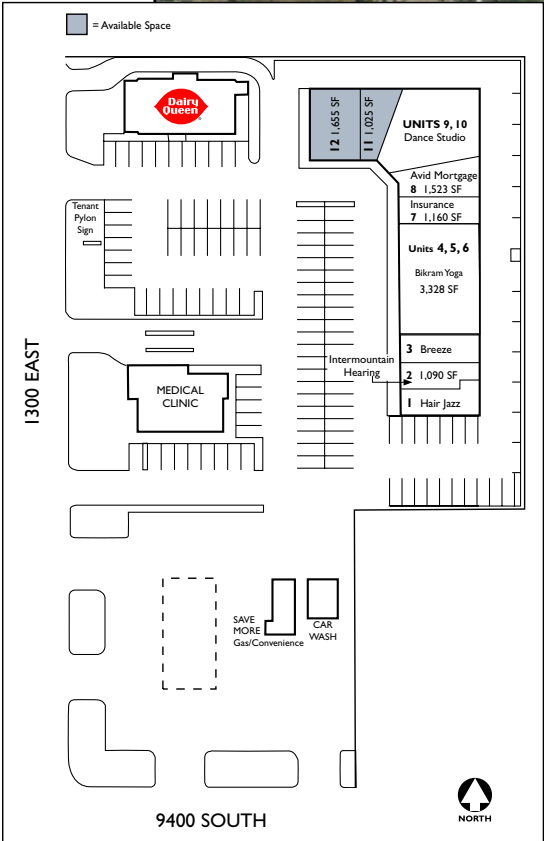 = Available Space
Dairy
Queen
12 1,655 SF
11 1,025 SF
UNITS 9, 10
Dance Studio
Avid Mortgage
8 1,523 SF
Insurance
7 1,160 SF
Tenant
Pylon
Sign
Units 4, 5, 6
Bikram Yoga
3,328 SF
1300 EAST
3 Breeze
Intermountain
Hearing
2 1,090 SF
1 Hair Jazz
MEDICAL
CLINIC
SAVE
MORE
Gas/Convenience
CAR
WASH
9400 SOUTH
NORTH